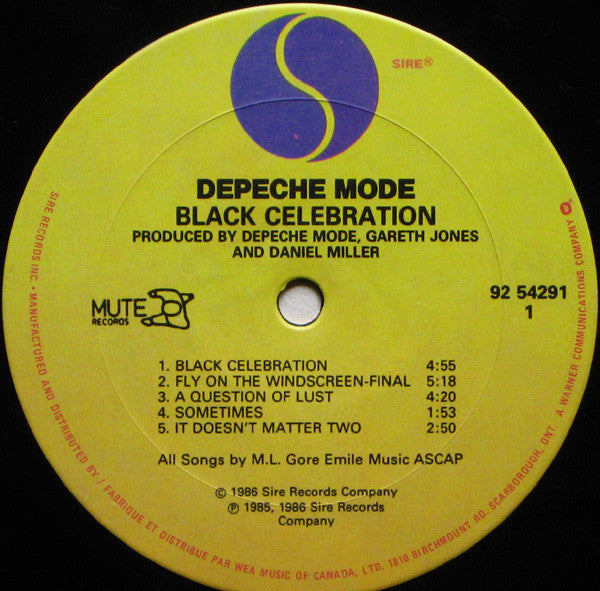 SIRE®
DEPECHE MODE
BLACK CELEBRATION
PRODUCED BY DEPECHE MODE, GARETH JONES
AND DANIEL MILLER
MUTE
RECORDS
92 54291
1
1. BLACK CELEBRATION 4:55
2. FLY ON THE WINDSCREEN-FINAL 5:18
3. A QUESTION OF LUST 4:20
4. SOMETIMES 1:53
5. IT DOESN'T MATTER TWO 2:50
All Songs by M.L. Gore Emile Music ASCAP
© 1986 Sire Records Company
℗ 1985, 1986 Sire Records
Company
SIRE RECORDS INC. • MANUFACTURED AND DISTRIBUTED BY / FABRIQUE ET DISTRIBUE PAR WEA MUSIC OF CANADA, LTD. 1810 BIRCHMOUNT RD. SCARBOROUGH, ONT. A WARNER COMMUNICATIONS COMPANY